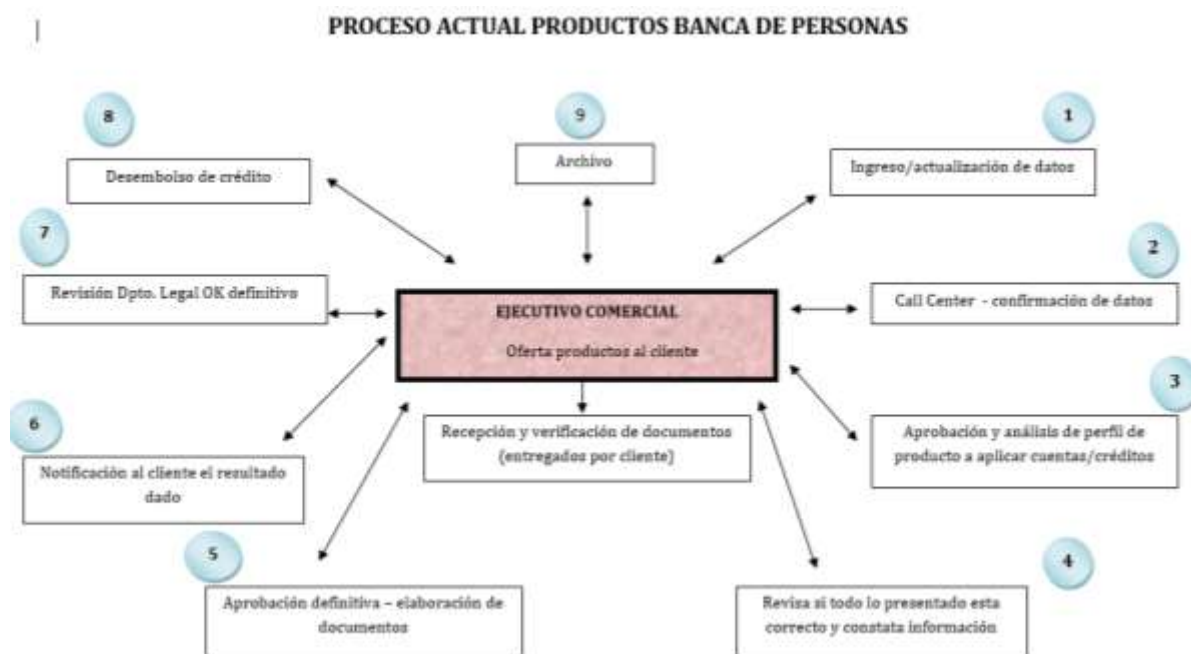 PROCESO ACTUAL PRODUCTOS BANCA DE PERSONAS
8
9
1
Desembolso de crédito
Archivo
Ingreso/actualización de datos
7
2
Revisión Dpto. Legal OK definitivo
EJECUTIVO COMERCIAL
Oferta productos al cliente
Call Center - confirmación de datos
3
6
Recepción y verificación de documentos
(entregados por cliente)
Aprobación y análisis de perfil de
producto a aplicar cuentas/créditos
Notificación al cliente el resultado
dado
5
4
Aprobación definitiva – elaboración de
documentos
Revisa si todo lo presentado esta
correcto y constata información